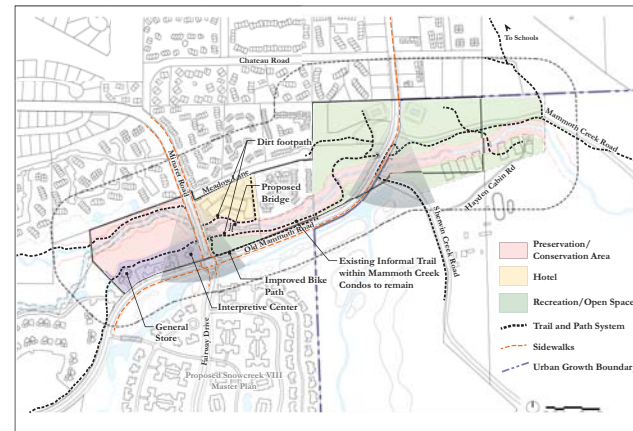 To Schools
Chateau Road
Mammoth Creek Road
Dirt footpath
Minaret Road
Meadow Lane
Proposed
Bridge
Hayden Cabin Rd
Old Mammoth Road
Sherwin Creek Road
Existing Informal Trail
within Mammoth Creek
Condos to remain
Improved Bike
Path
Interpretive Center
General
Store
Fairway Drive
Proposed Snowcreek VIII
Master Plan
Preservation/
Conservation Area
Hotel
Recreation/Open Space
Trail and Path System
Sidewalks
Urban Growth Boundar